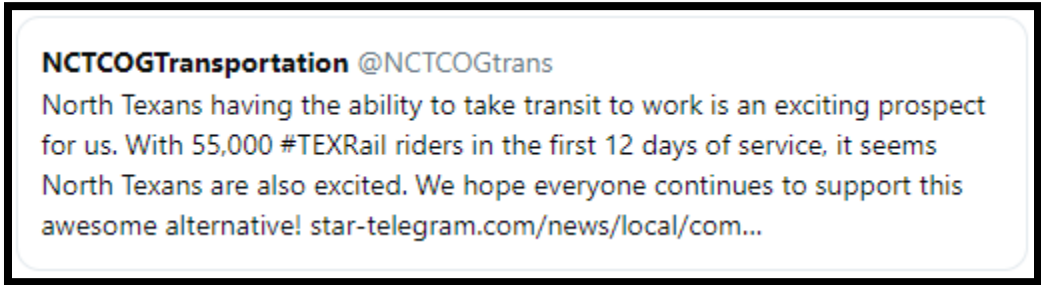 NCTCOGTransportation @NCTCOGtrans
North Texans having the ability to take transit to work is an exciting prospect
for us. With 55,000 #TEXRail riders in the first 12 days of service, it seems
North Texans are also excited. We hope everyone continues to support this
awesome alternative! star-telegram.com/news/local/com...